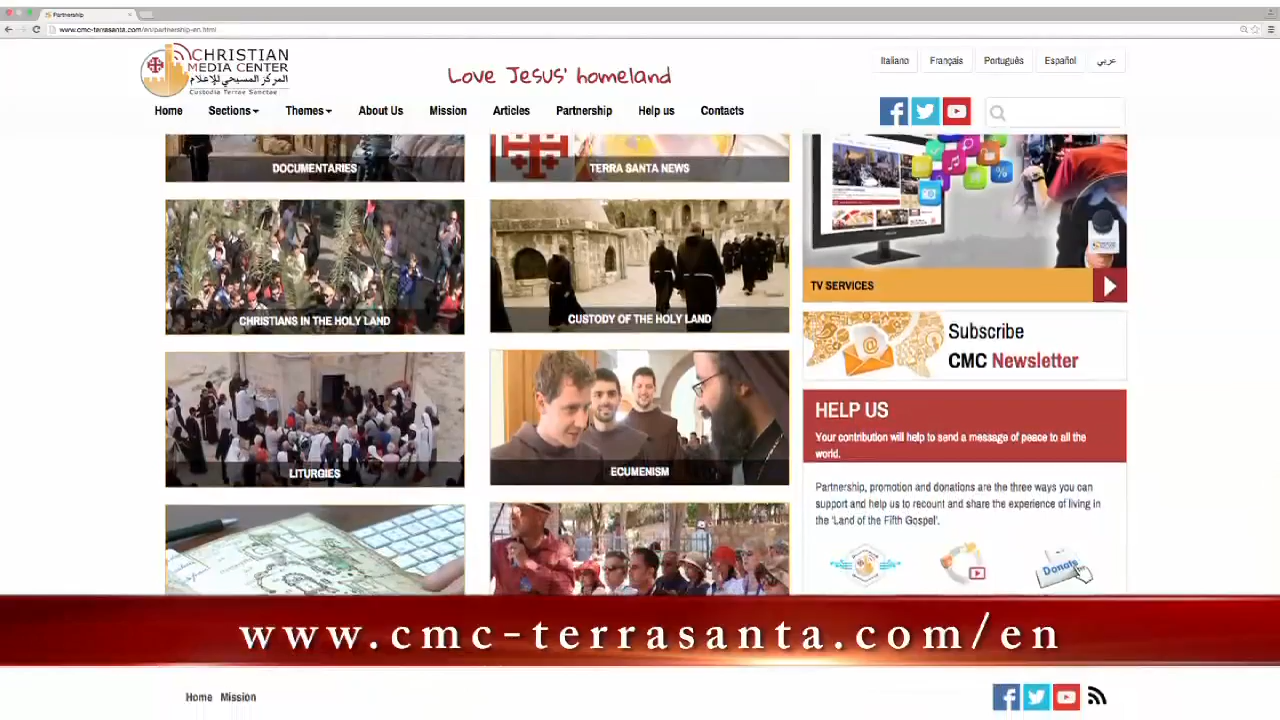 Partnership
www.cmc-terrasanta.com/en/partnership-en.html
CHRISTIAN
MEDIA CENTER
المركز المسيحي للإعلام
Custodia Terrae Sanctae
Love Jesus' homeland
Italiano
Français
Português
Español
عربي
Home
Sections
Themes
About Us
Mission
Articles
Partnership
Help us
Contacts
DOCUMENTARIES
TERRA SANTA NEWS
CHRISTIANS IN THE HOLY LAND
CUSTODY OF THE HOLY LAND
LITURGIES
ECUMENISM
TV SERVICES
Subscribe
CMC Newsletter
HELP US
Your contribution will help to send a message of peace to all the
world.
Partnership, promotion and donations are the three ways you can
support and help us to recount and share the experience of living in
the 'Land of the Fifth Gospel'.
Donate
www.cmc-terrasanta.com/en
Home Mission